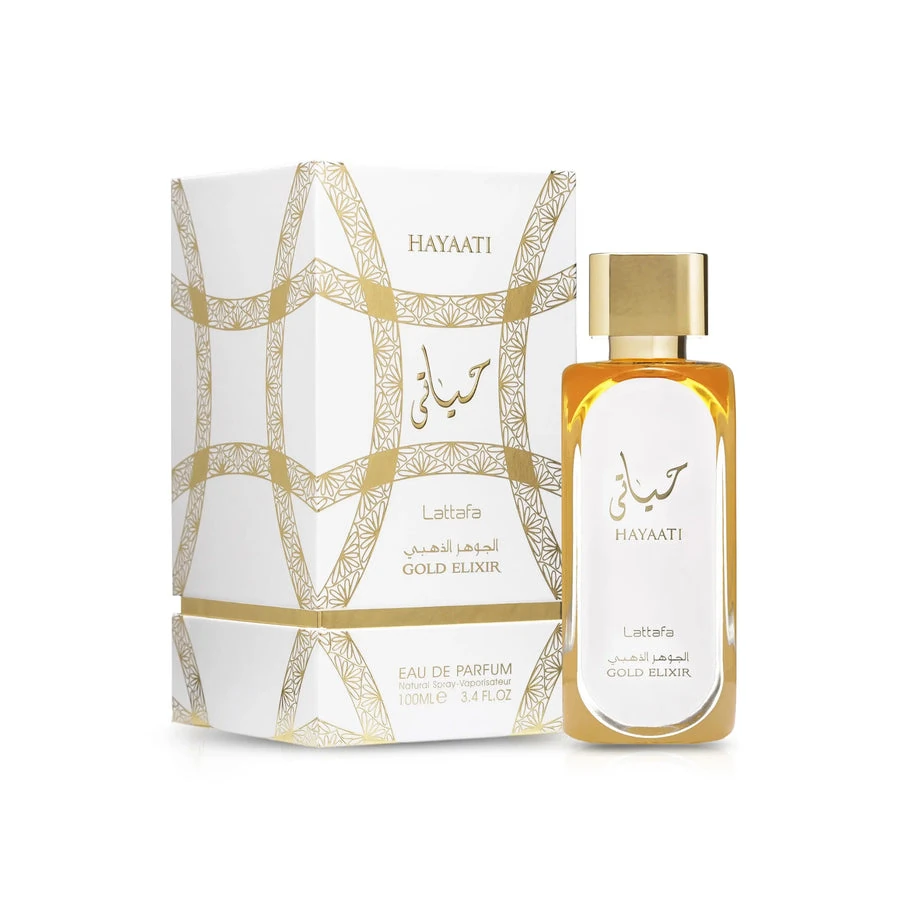 HAYAATI
حياتي
Lattafa
الجوهر الذهبي
GOLD ELIXIR
EAU DE PARFUM
Natural Spray-Vaporisateur
100ML℮ 3.4 FL.OZ
حياتي
HAYAATI
Lattafa
الجوهر الذهبي
GOLD ELIXIR